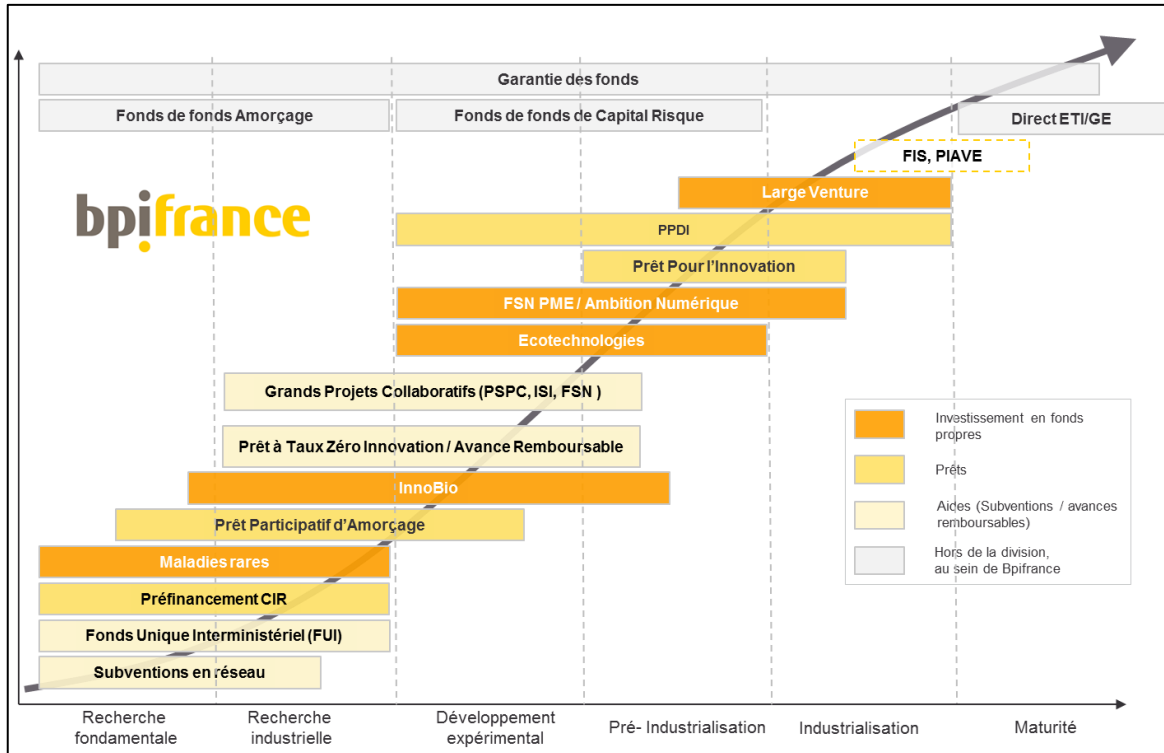 Garantie des fonds
Fonds de fonds Amorçage
Fonds de fonds de Capital Risque
Direct ETI/GE
FIS, PIAVE
Large Venture
bpifrance
PPDI
Prêt Pour l'Innovation
FSN PME / Ambition Numérique
Ecotechnologies
Grands Projets Collaboratifs (PSPC, ISI, FSN )
Prêt à Taux Zéro Innovation / Avance Remboursable
InnoBio
Prêt Participatif d'Amorçage
Maladies rares
Préfinancement CIR
Fonds Unique Interministériel (FUI)
Subventions en réseau
Investissement en fonds
propres
Prêts
Aides (Subventions / avances
remboursables)
Hors de la division,
au sein de Bpifrance
Recherche
fondamentale
Recherche
industrielle
Développement
expérimental
Pré- Industrialisation
Industrialisation
Maturité